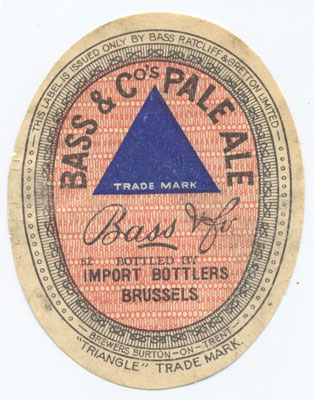 THIS LABEL IS ISSUED ONLY BY BASS RATCLIFF & GRETTON LIMITED
BASS & Co's PALE ALE
TRADE MARK
Bass & Co
SZ BOTTLED BY
IMPORT BOTTLERS
BRUSSELS
BREWERS BURTON-ON-TRENT
"TRIANGLE" TRADE MARK.